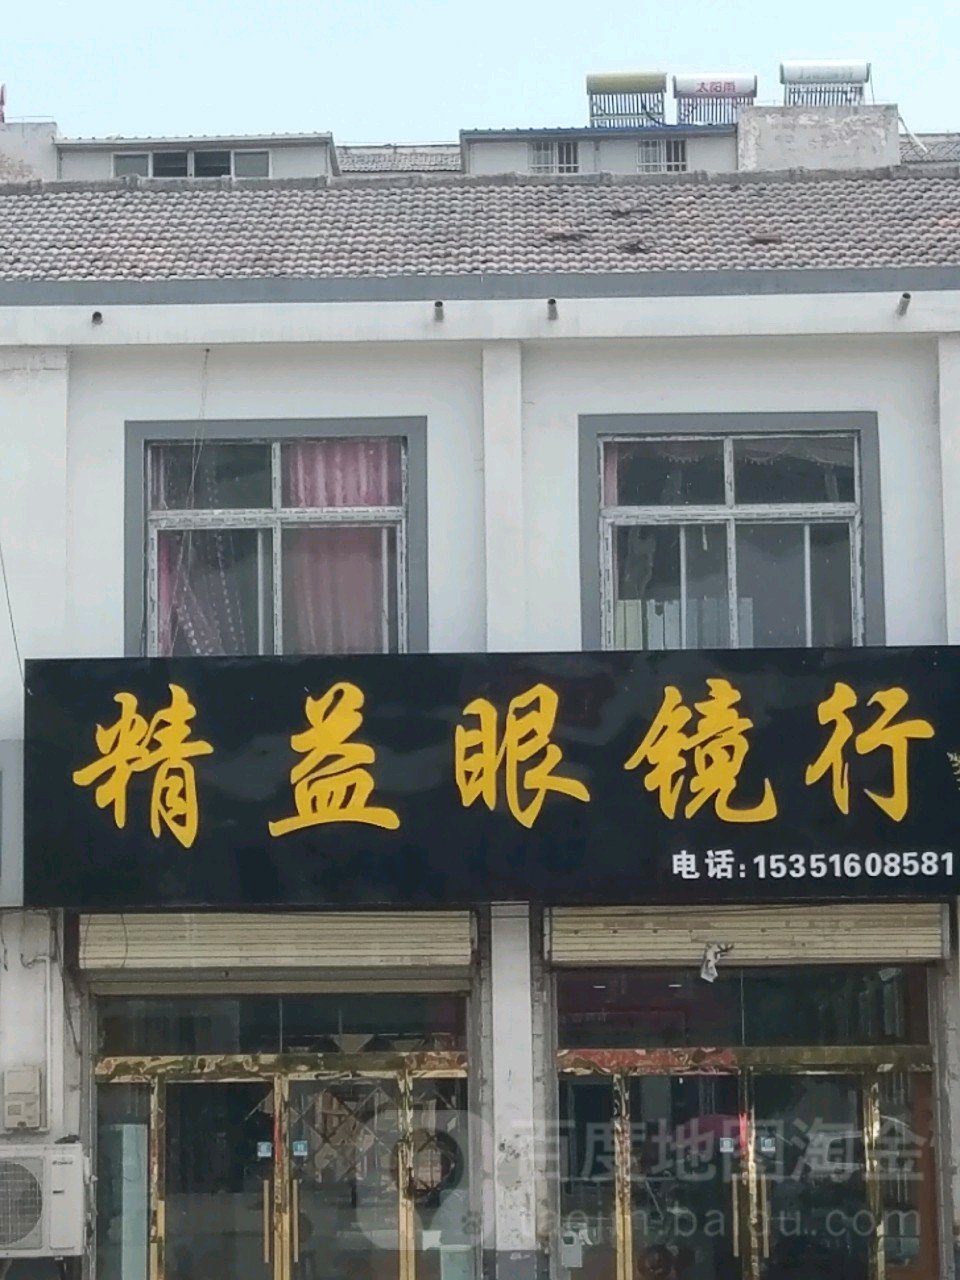 太阳雨
精益眼镜行
电话:15351608581
百度地图淘金
taojin.baidu.com